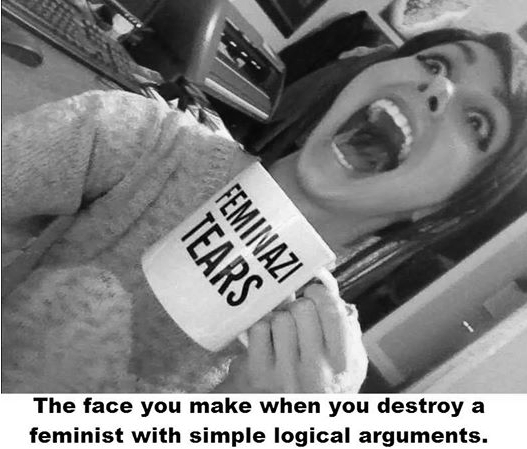 FEMINAZI
TEARS
The face you make when you destroy a
feminist with simple logical arguments.